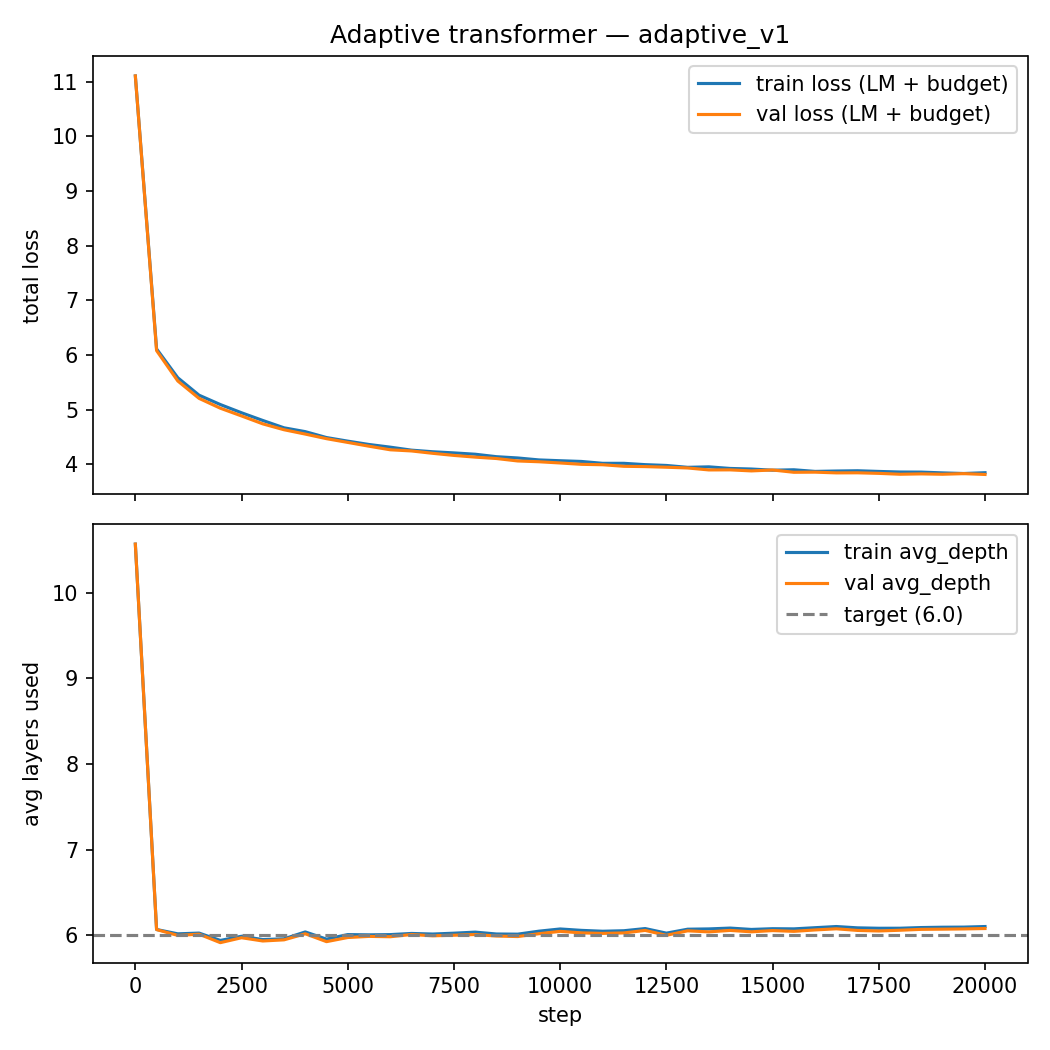 Adaptive transformer — adaptive_v1
train loss (LM + budget)
val loss (LM + budget)
11
10
9
8
7
6
5
4
total loss
train avg_depth
val avg_depth
target (6.0)
10
9
8
7
6
avg layers used
0 2500 5000 7500 10000 12500 15000 17500 20000
step